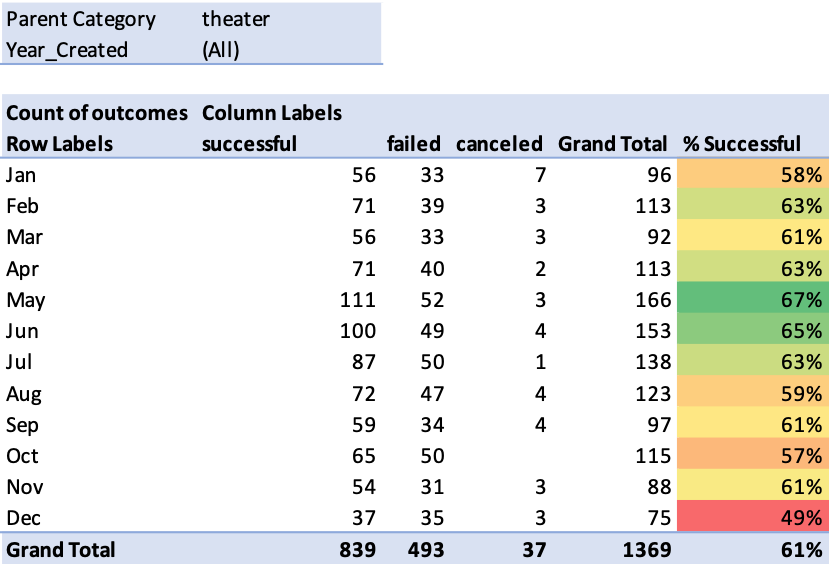 Parent Category theater
Year_Created (All)
Count of outcomes Column Labels
Row Labels successful failed canceled Grand Total % Successful
Jan 56 33 7 96 58%
Feb 71 39 3 113 63%
Mar 56 33 3 92 61%
Apr 71 40 2 113 63%
May 111 52 3 166 67%
Jun 100 49 4 153 65%
Jul 87 50 1 138 63%
Aug 72 47 4 123 59%
Sep 59 34 4 97 61%
Oct 65 50 115 57%
Nov 54 31 3 88 61%
Dec 37 35 3 75 49%
Grand Total 839 493 37 1369 61%